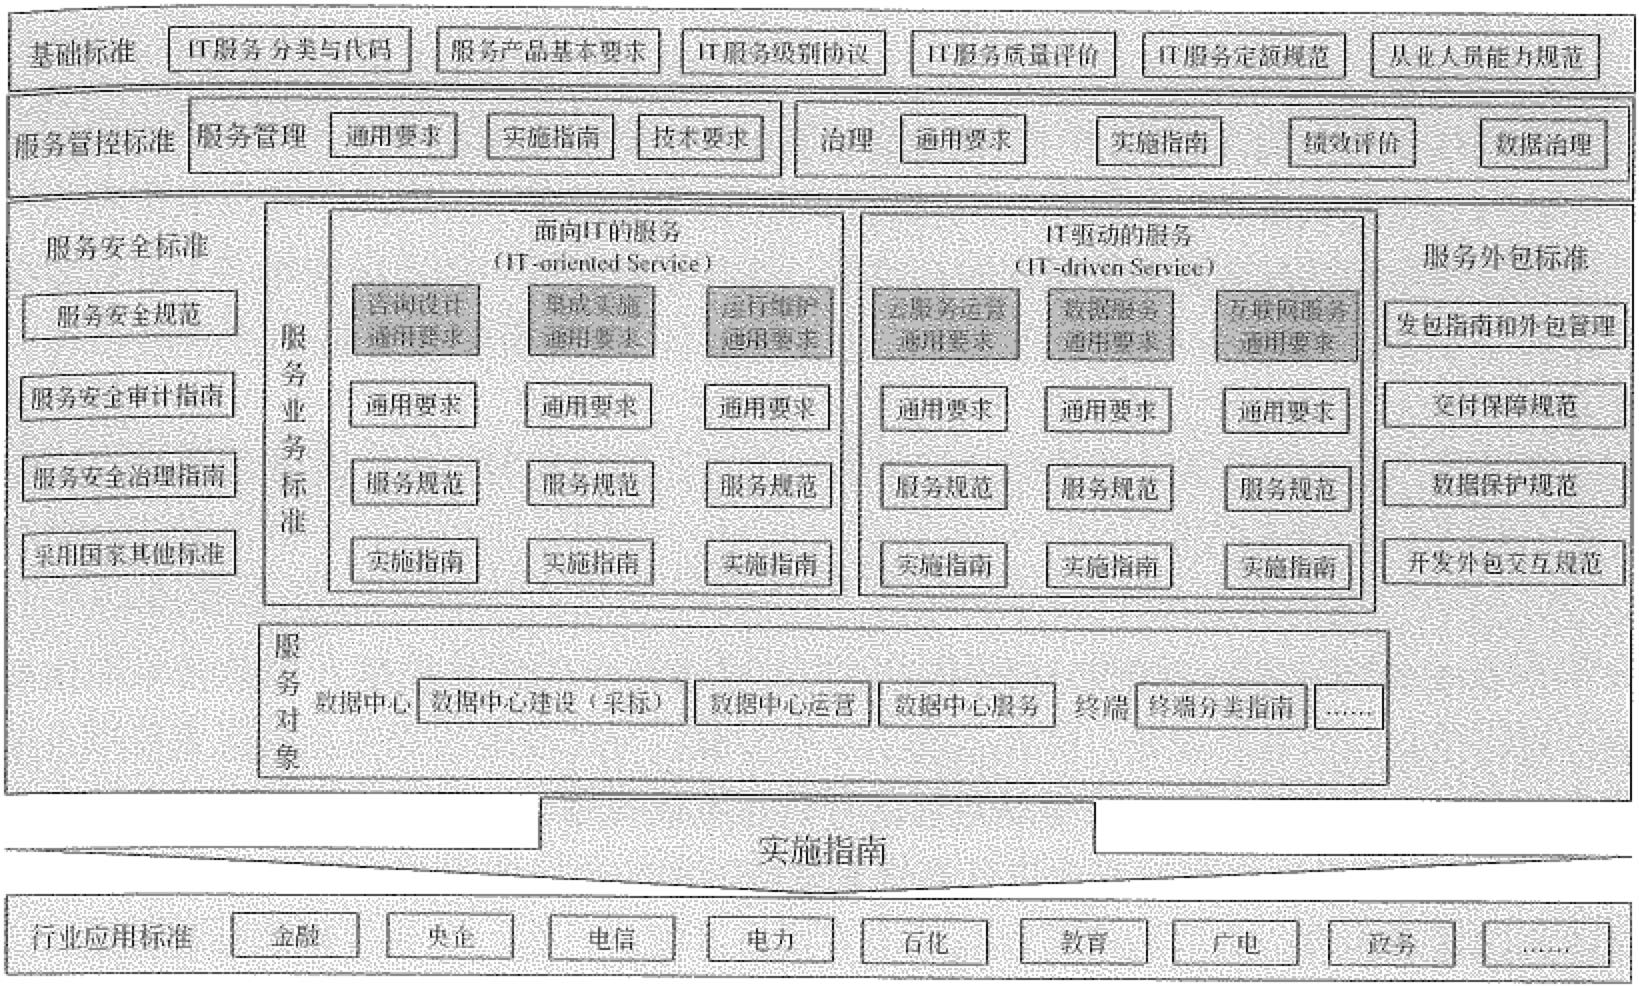 基础标准
IT服务 分类与代码
服务产品基本要求
IT服务级别协议
IT服务质量评价
IT服务定额规范
从业人员能力规范
服务管控标准
服务管理
通用要求
实施指南
技术要求
治理
通用要求
实施指南
绩效评价
数据治理
服务安全标准
服务安全规范
服务安全审计指南
服务安全治理指南
采用国家其他标准
服务业务标准
面向IT的服务
（IT-oriented Service）
咨询设计
通用要求
集成实施
通用要求
运行维护
通用要求
通用要求
通用要求
通用要求
服务规范
服务规范
服务规范
实施指南
实施指南
实施指南
IT驱动的服务
（IT-driven Service）
云服务运营
通用要求
数据服务
通用要求
互联网服务
通用要求
通用要求
通用要求
通用要求
服务规范
服务规范
服务规范
实施指南
实施指南
实施指南
服务外包标准
发包指南和外包管理
交付保障规范
数据保护规范
开发外包交互规范
服务对象
数据中心
数据中心建设（采标）
数据中心运营
数据中心服务
终端
终端分类指南
……
实施指南
行业应用标准
金融
央企
电信
电力
石化
教育
广电
政务
……